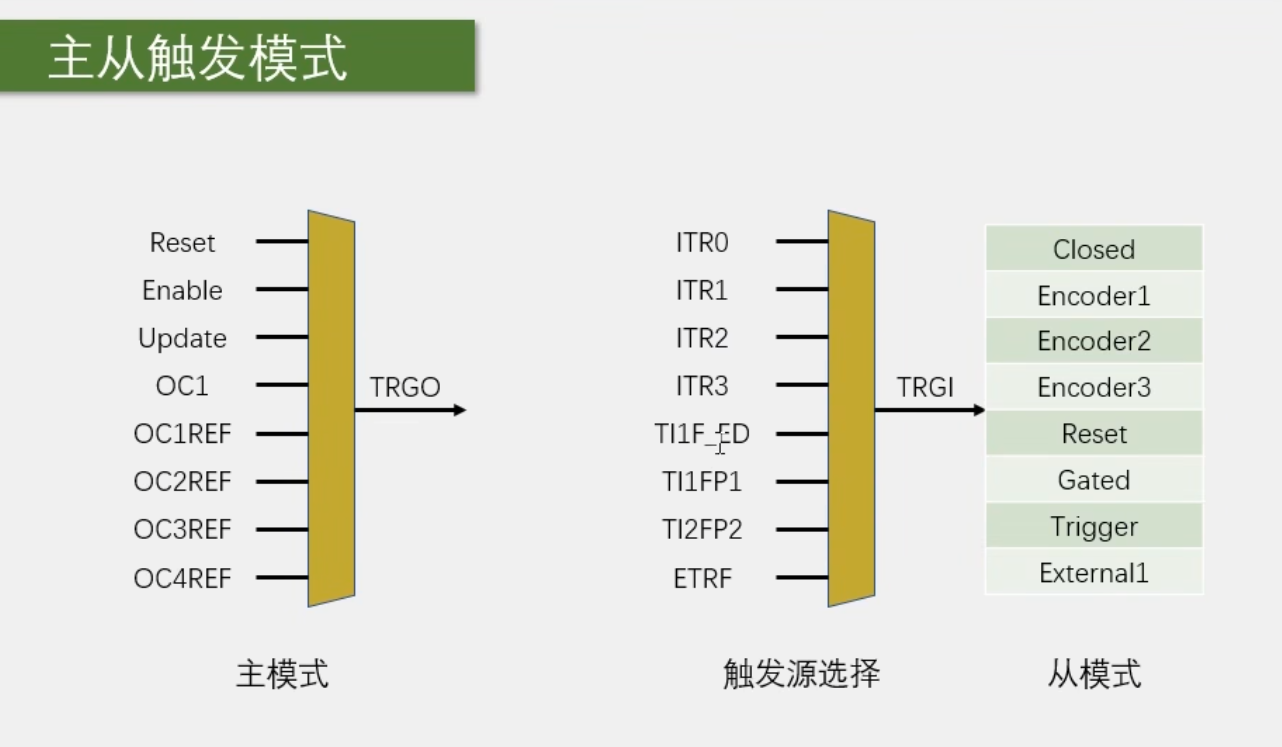 主从触发模式
Reset
Enable
Update
OC1
OC1REF
OC2REF
OC3REF
OC4REF
TRGO
主模式
ITR0
ITR1
ITR2
ITR3
TI1F_ED
TI1FP1
TI2FP2
ETRF
TRGI
触发源选择
Closed
Encoder1
Encoder2
Encoder3
Reset
Gated
Trigger
External1
从模式